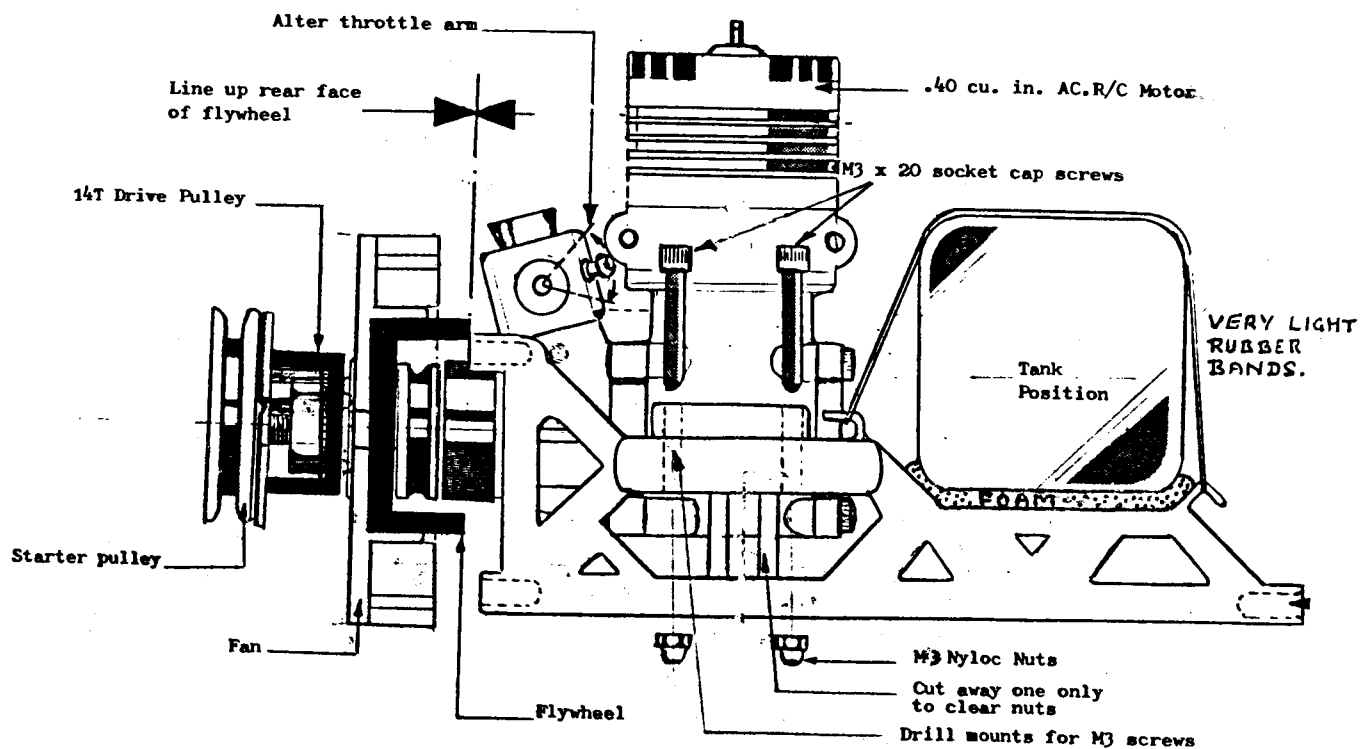 Alter throttle arm
Line up rear face
of flywheel
.40 cu. in. AC.R/C Motor
M3 x 20 socket cap screws
14T Drive Pulley
VERY LIGHT
RUBBER
BANDS.
Tank
Position
FOAM
Starter pulley
Fan
Flywheel
M3 Nyloc Nuts
Cut away one only
to clear nuts
Drill mounts for M3 screws